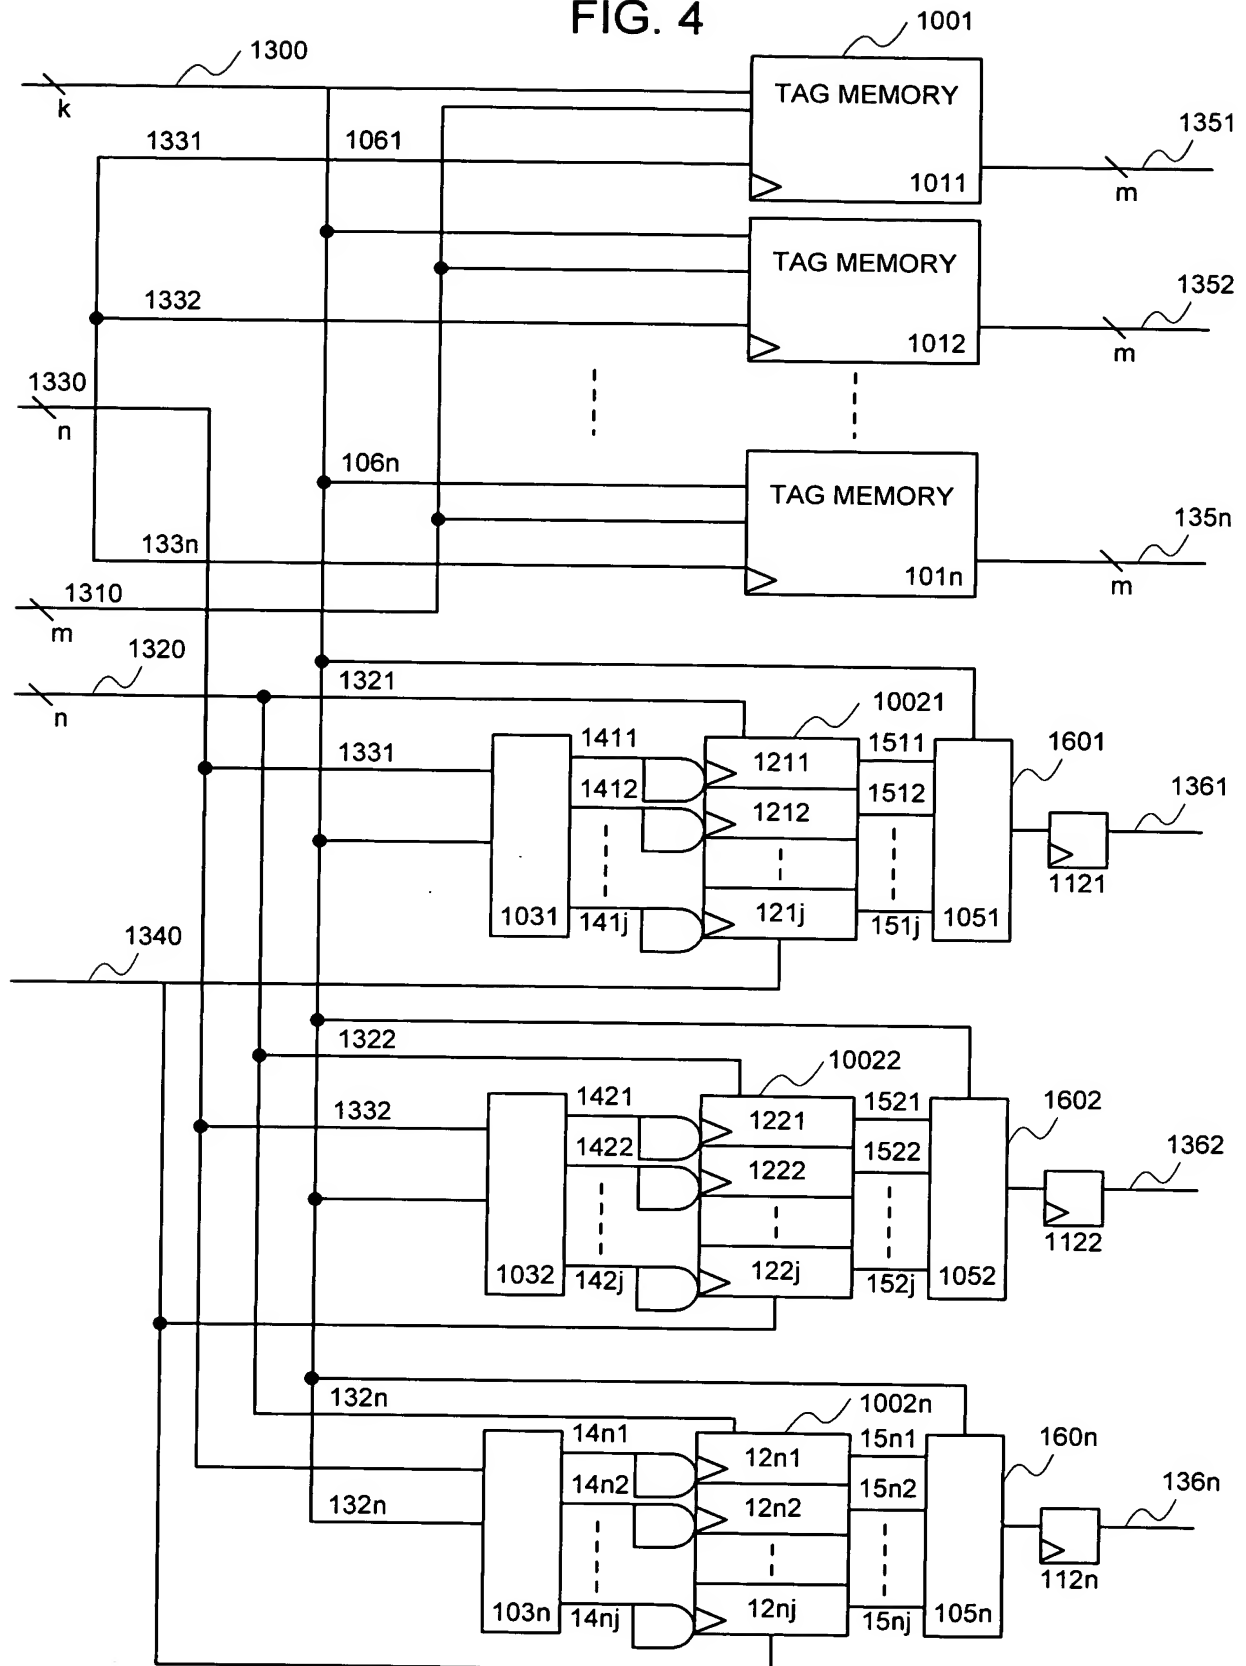 FIG. 4
1001
1300
TAG MEMORY
k
1351
1331
1061
1011
m
TAG MEMORY
1352
1332
1012
m
1330
n
106n
TAG MEMORY
135n
133n
101n
m
1310
m
1320
1321
n
10021
1411
1511
1601
1331
1211
1361
1412
1512
1212
1121
1031
141j
121j
151j
1051
1340
1322
10022
1421
1521
1602
1332
1221
1362
1422
1522
1222
1122
1032
142j
122j
152j
1052
132n
1002n
14n1
15n1
160n
12n1
136n
14n2
15n2
132n
12n2
112n
103n
14nj
12nj
15nj
105n